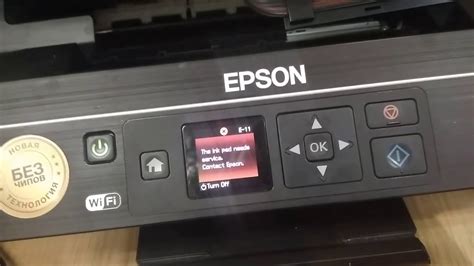 EPSON
E-11
The ink pad needs
service.
Contact Epson.
Turn Off
OK
НОВАЯ
БЕЗ
ЧИПОВ
ТЕХНОЛОГИЯ
WiFi